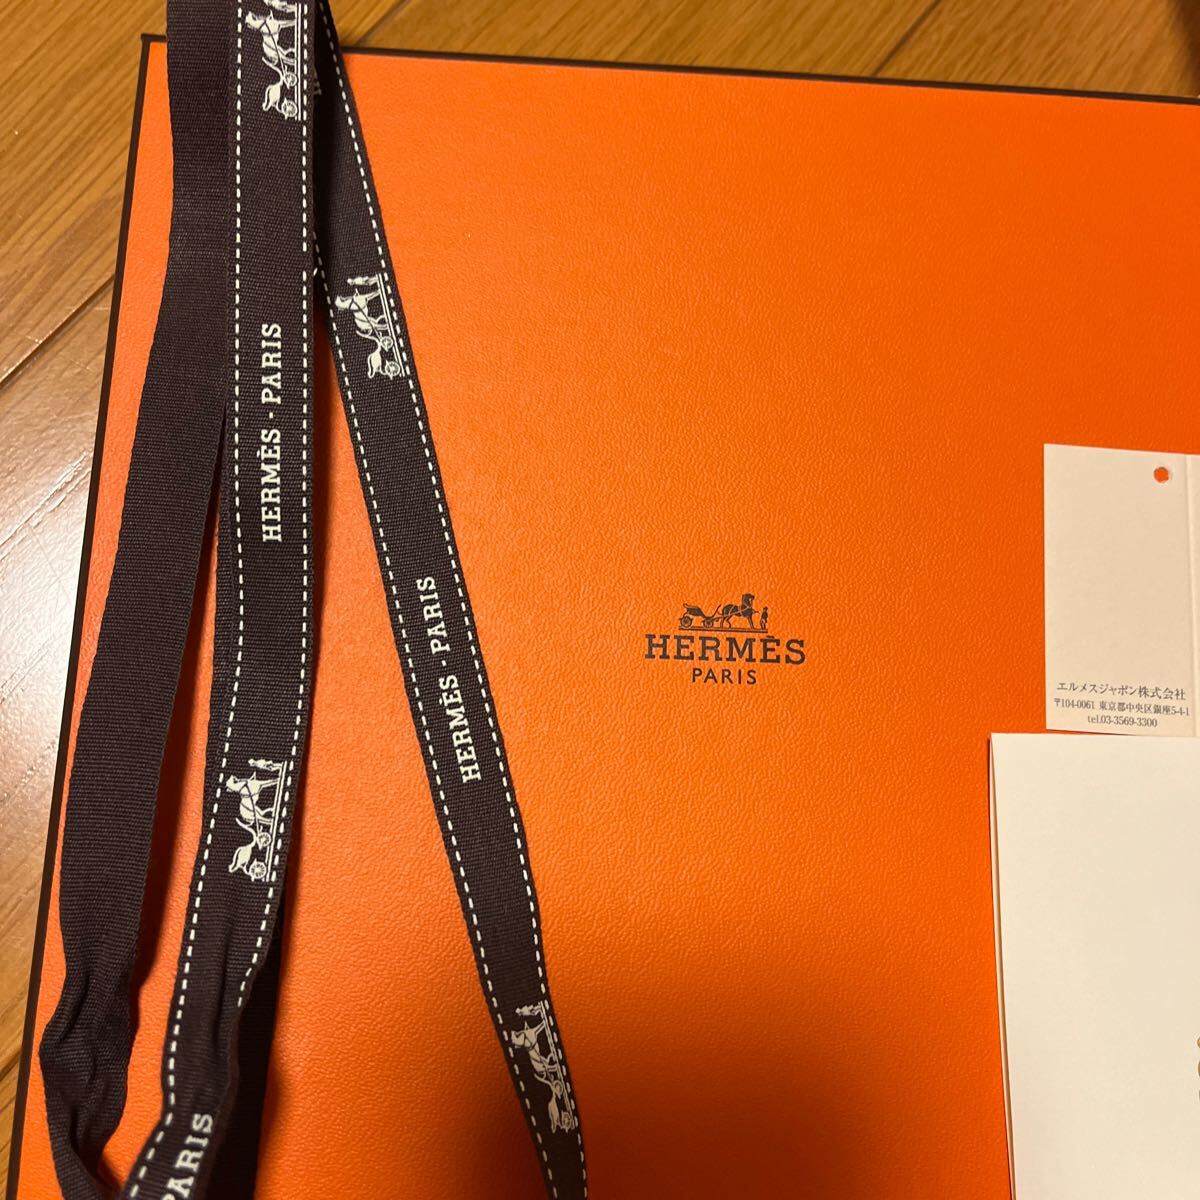 HERMÈS · PARIS
HERMÈS · PARIS
HERMÈS
PARIS
エルメスジャポン株式会社
〒104-0061 東京都中央区銀座5-4-1
tel.03-3569-3300
PARIS